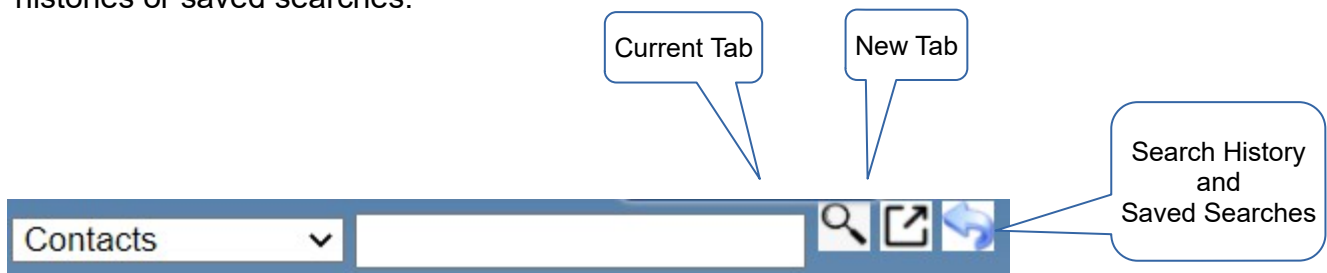 histories or saved searches.
Current Tab
New Tab
Search History
and
Saved Searches
Contacts